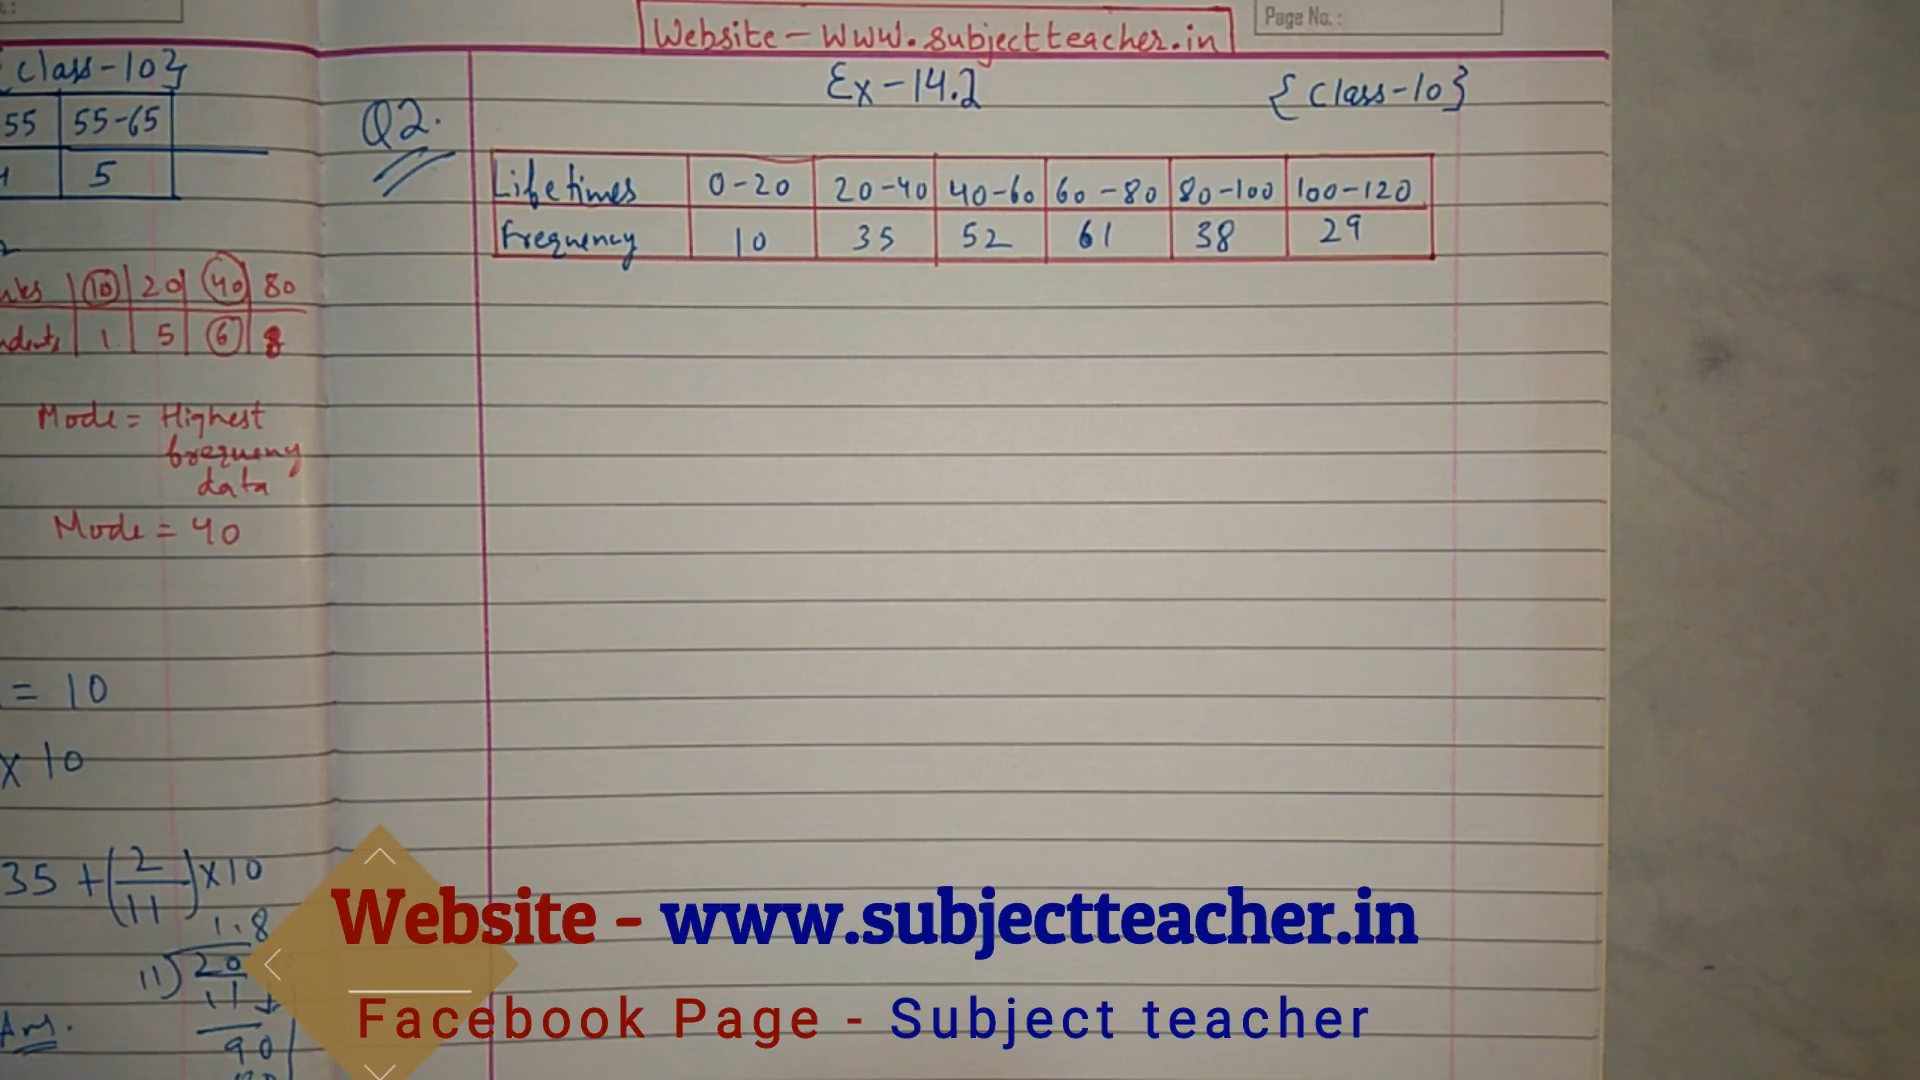 Website - www.subjectteacher.in
Page No. :
{Class-10}
55 | 55-65
5
10 | 20 | 40 | 80
1 | 5 | 6 | 8
Mode = Highest
frequeny
data
Mode = 40
= 10
x 10
35 + (2/11) x 10
1.8
11) 20
11
90
Ans.
Ex-14.2
{Class-10}
Q2.
Lifetimes | 0-20 | 20-40 | 40-60 | 60-80 | 80-100 | 100-120
Frequency | 10 | 35 | 52 | 61 | 38 | 29
Website - www.subjectteacher.in
Facebook Page - Subject teacher